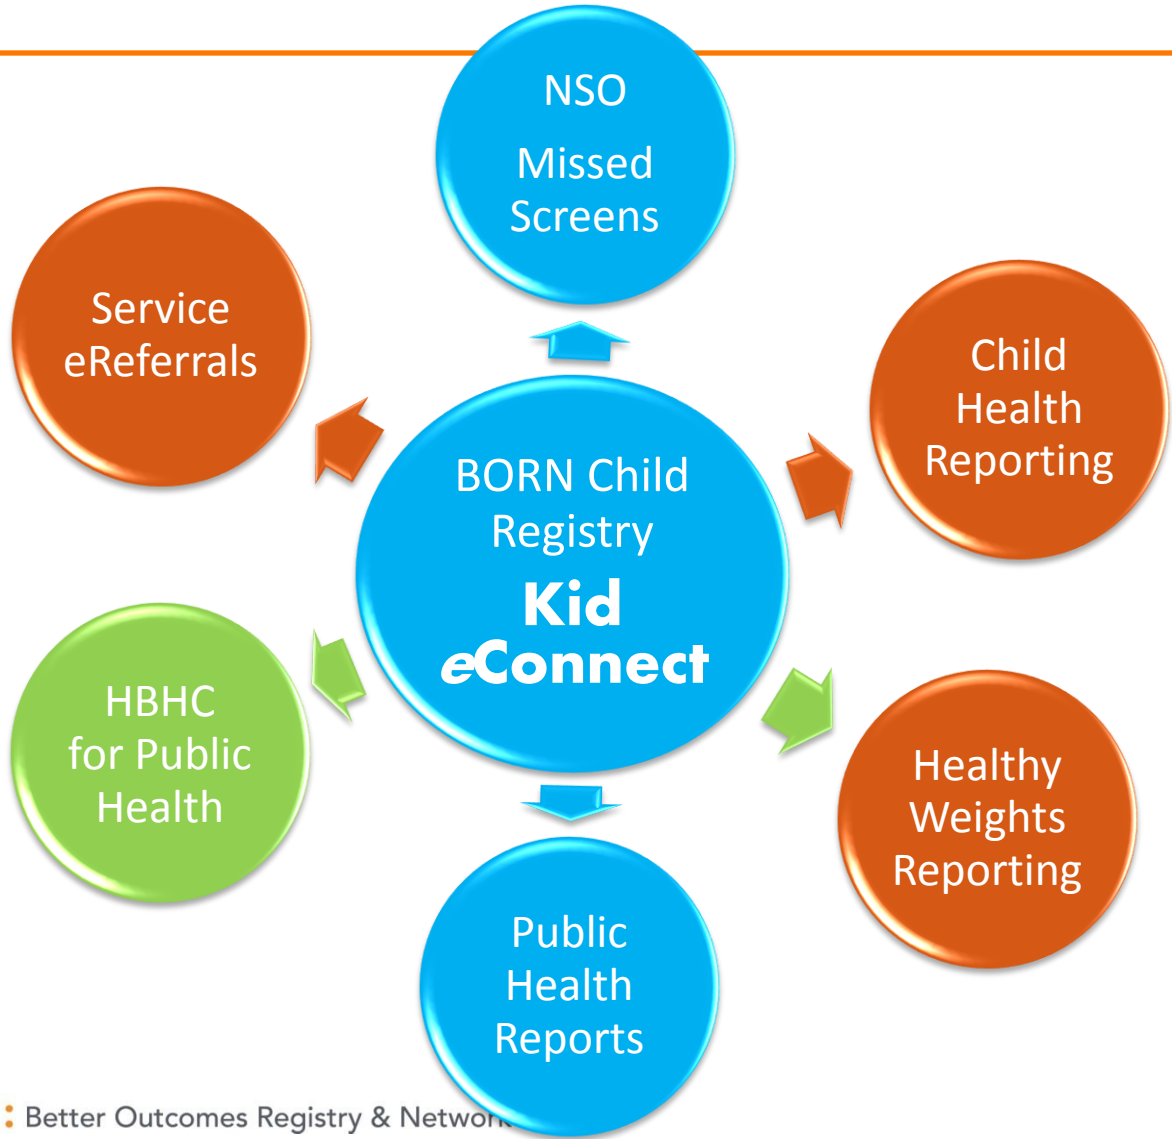 NSO
Missed
Screens
Service
eReferrals
Child
Health
Reporting
BORN Child
Registry
Kid
eConnect
HBHC
for Public
Health
Healthy
Weights
Reporting
Public
Health
Reports
: Better Outcomes Registry & Network